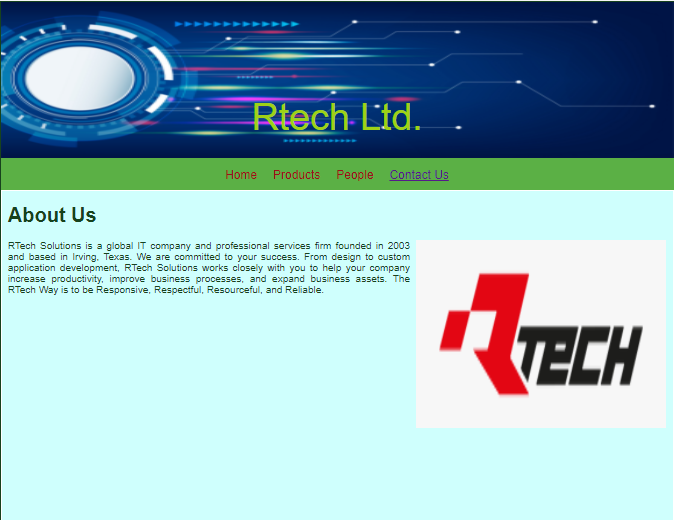 Rtech Ltd.
Home Products People Contact Us
About Us
RTech Solutions is a global IT company and professional services firm founded in 2003
and based in Irving, Texas. We are committed to your success. From design to custom
application development, RTech Solutions works closely with you to help your company
increase productivity, improve business processes, and expand business assets. The
RTech Way is to be Responsive, Respectful, Resourceful, and Reliable.
RTECH